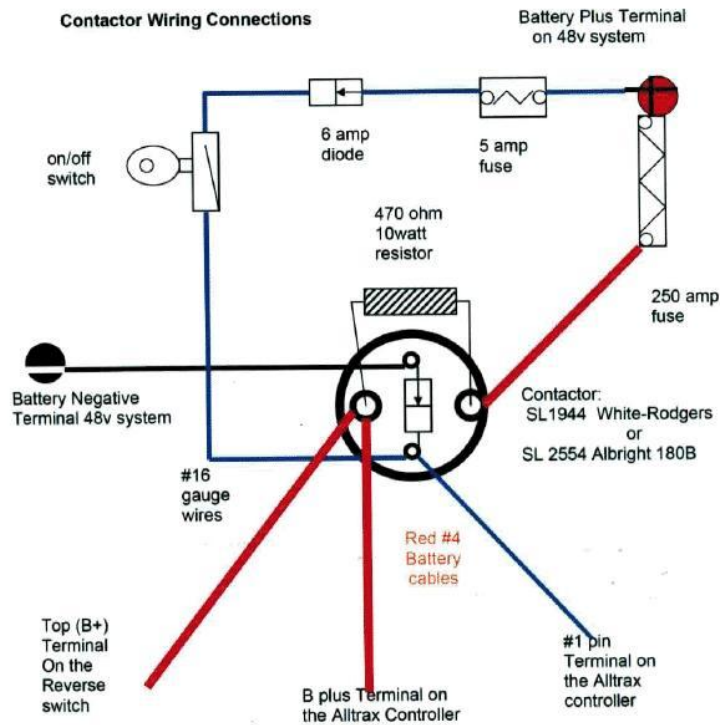 Contactor Wiring Connections
Battery Plus Terminal
on 48v system
6 amp
diode
5 amp
fuse
on/off
switch
470 ohm
10watt
resistor
250 amp
fuse
Battery Negative
Terminal 48v system
Contactor:
SL1944 White-Rodgers
or
SL 2554 Albright 180B
#16
gauge
wires
Red #4
Battery
cables
Top (B+)
Terminal
On the
Reverse
switch
B plus Terminal on
the Alltrax Controller
#1 pin
Terminal on
the Alltrax
controller